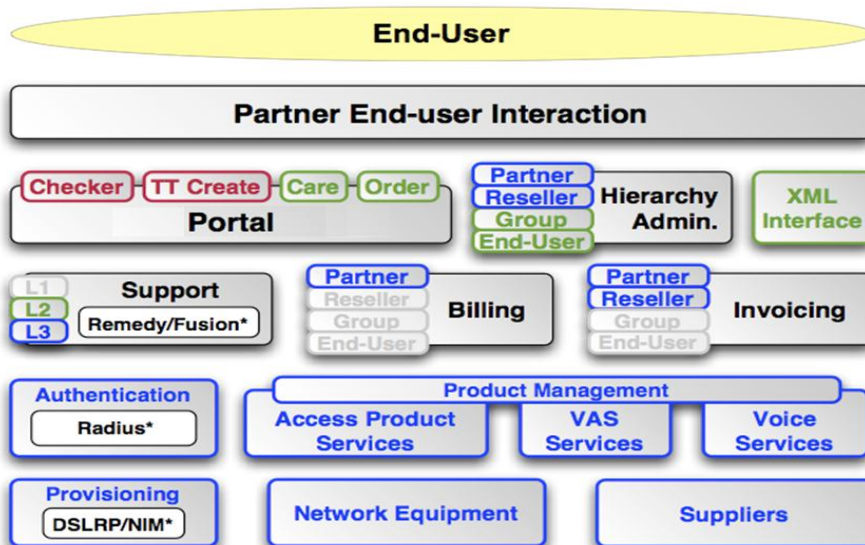 End-User
Partner End-user Interaction
Checker
TT Create
Care
Order
Portal
Partner
Reseller
Group
End-User
Hierarchy
Admin.
XML
Interface
L1
L2
L3
Support
Remedy/Fusion*
Partner
Reseller
Group
End-User
Billing
Partner
Reseller
Group
End-User
Invoicing
Authentication
Radius*
Product Management
Access Product
Services
VAS
Services
Voice
Services
Provisioning
DSLRP/NIM*
Network Equipment
Suppliers